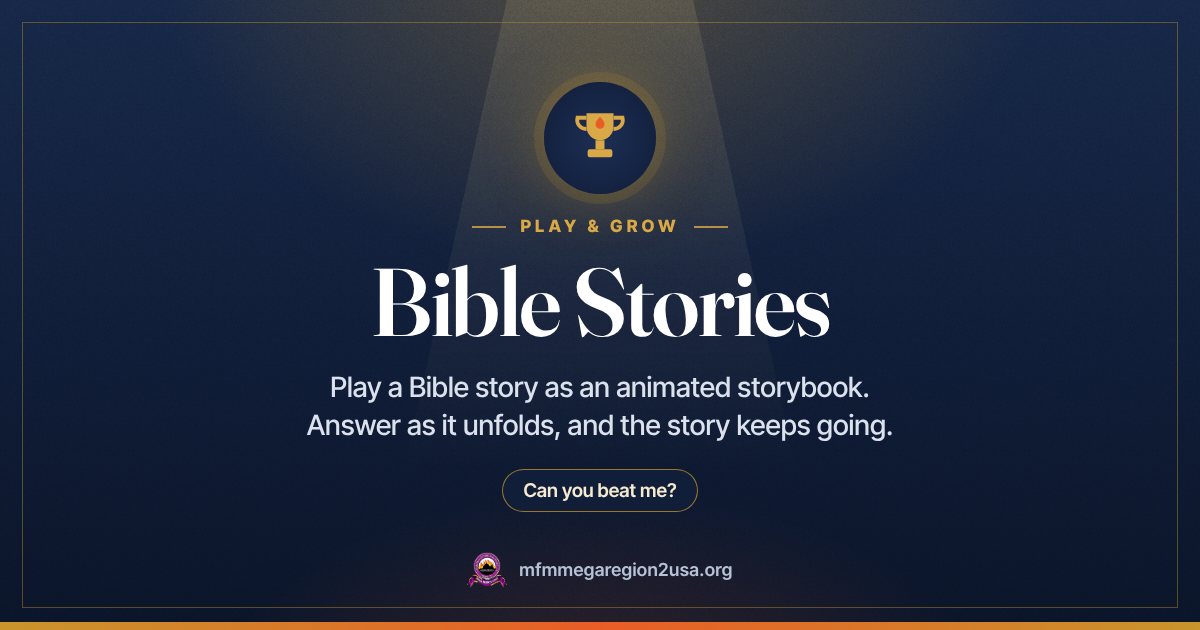 PLAY & GROW
Bible Stories
Play a Bible story as an animated storybook.
Answer as it unfolds, and the story keeps going.
Can you beat me?
mfmmegaregion2usa.org